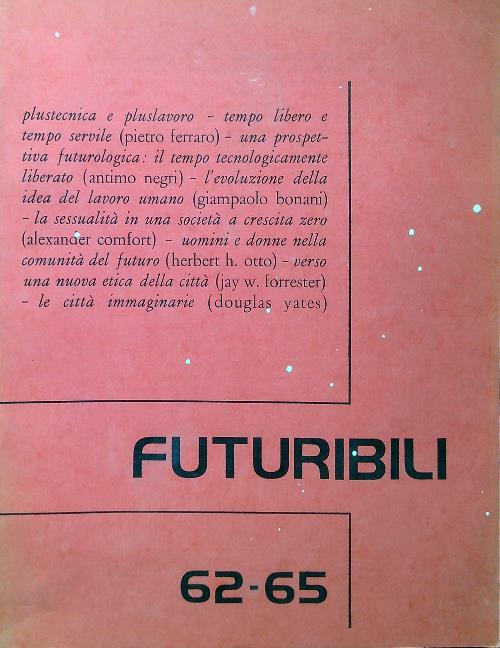 plustecnica e pluslavoro – tempo libero e
tempo servile (pietro ferraro) – una prospet-
tiva futurologica: il tempo tecnologicamente
liberato (antimo negri) – l'evoluzione della
idea del lavoro umano (giampaolo bonani)
– la sessualità in una società a crescita zero
(alexander comfort) – uomini e donne nella
comunità del futuro (herbert h. otto) – verso
una nuova etica della città (jay w. forrester)
– le città immaginarie (douglas yates)
FUTURIBILI
62-65